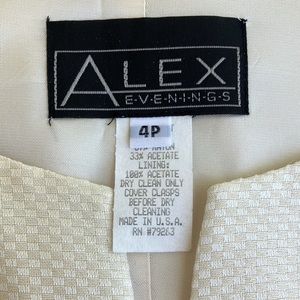 ALEX
E·V·E·N·I·N·G·S
4P
33% ACETATE
LINING:
100% ACETATE
DRY CLEAN ONLY
COVER CLASPS
BEFORE DRY
CLEANING
MADE IN U.S.A.
RN #79263